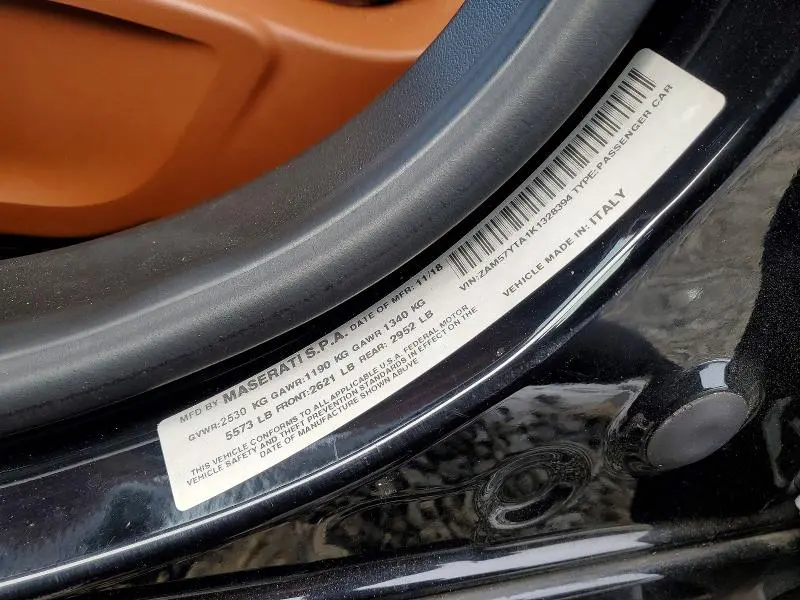 MFD BY: MASERATI S.P.A. DATE OF MFR: 11/18
GVWR:2530 KG GAWR:1190 KG GAWR 1340 KG
5573 LB FRONT:2621 LB REAR: 2952 LB
THIS VEHICLE CONFORMS TO ALL APPLICABLE U.S.A. FEDERAL MOTOR
VEHICLE SAFETY AND THEFT PREVENTION STANDARDS IN EFFECT ON THE
DATE OF MANUFACTURE SHOWN ABOVE
VIN:ZAM57YTA1K1328394 TYPE:PASSENGER CAR
VEHICLE MADE IN: ITALY